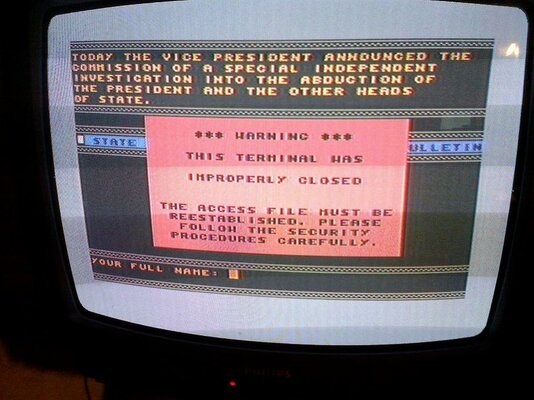 TODAY THE VICE PRESIDENT ANNOUNCED THE
COMMISSION OF A SPECIAL INDEPENDENT
INVESTIGATION INTO THE ABDUCTION OF
THE PRESIDENT AND THE OTHER HEADS
OF STATE.
*** WARNING ***
STATE
THIS TERMINAL WAS
ULLETIN
IMPROPERLY CLOSED
THE ACCESS FILE MUST BE
REESTABLISHED. PLEASE
FOLLOW THE SECURITY
PROCEDURES CAREFULLY.
YOUR FULL NAME:
PHILIPS